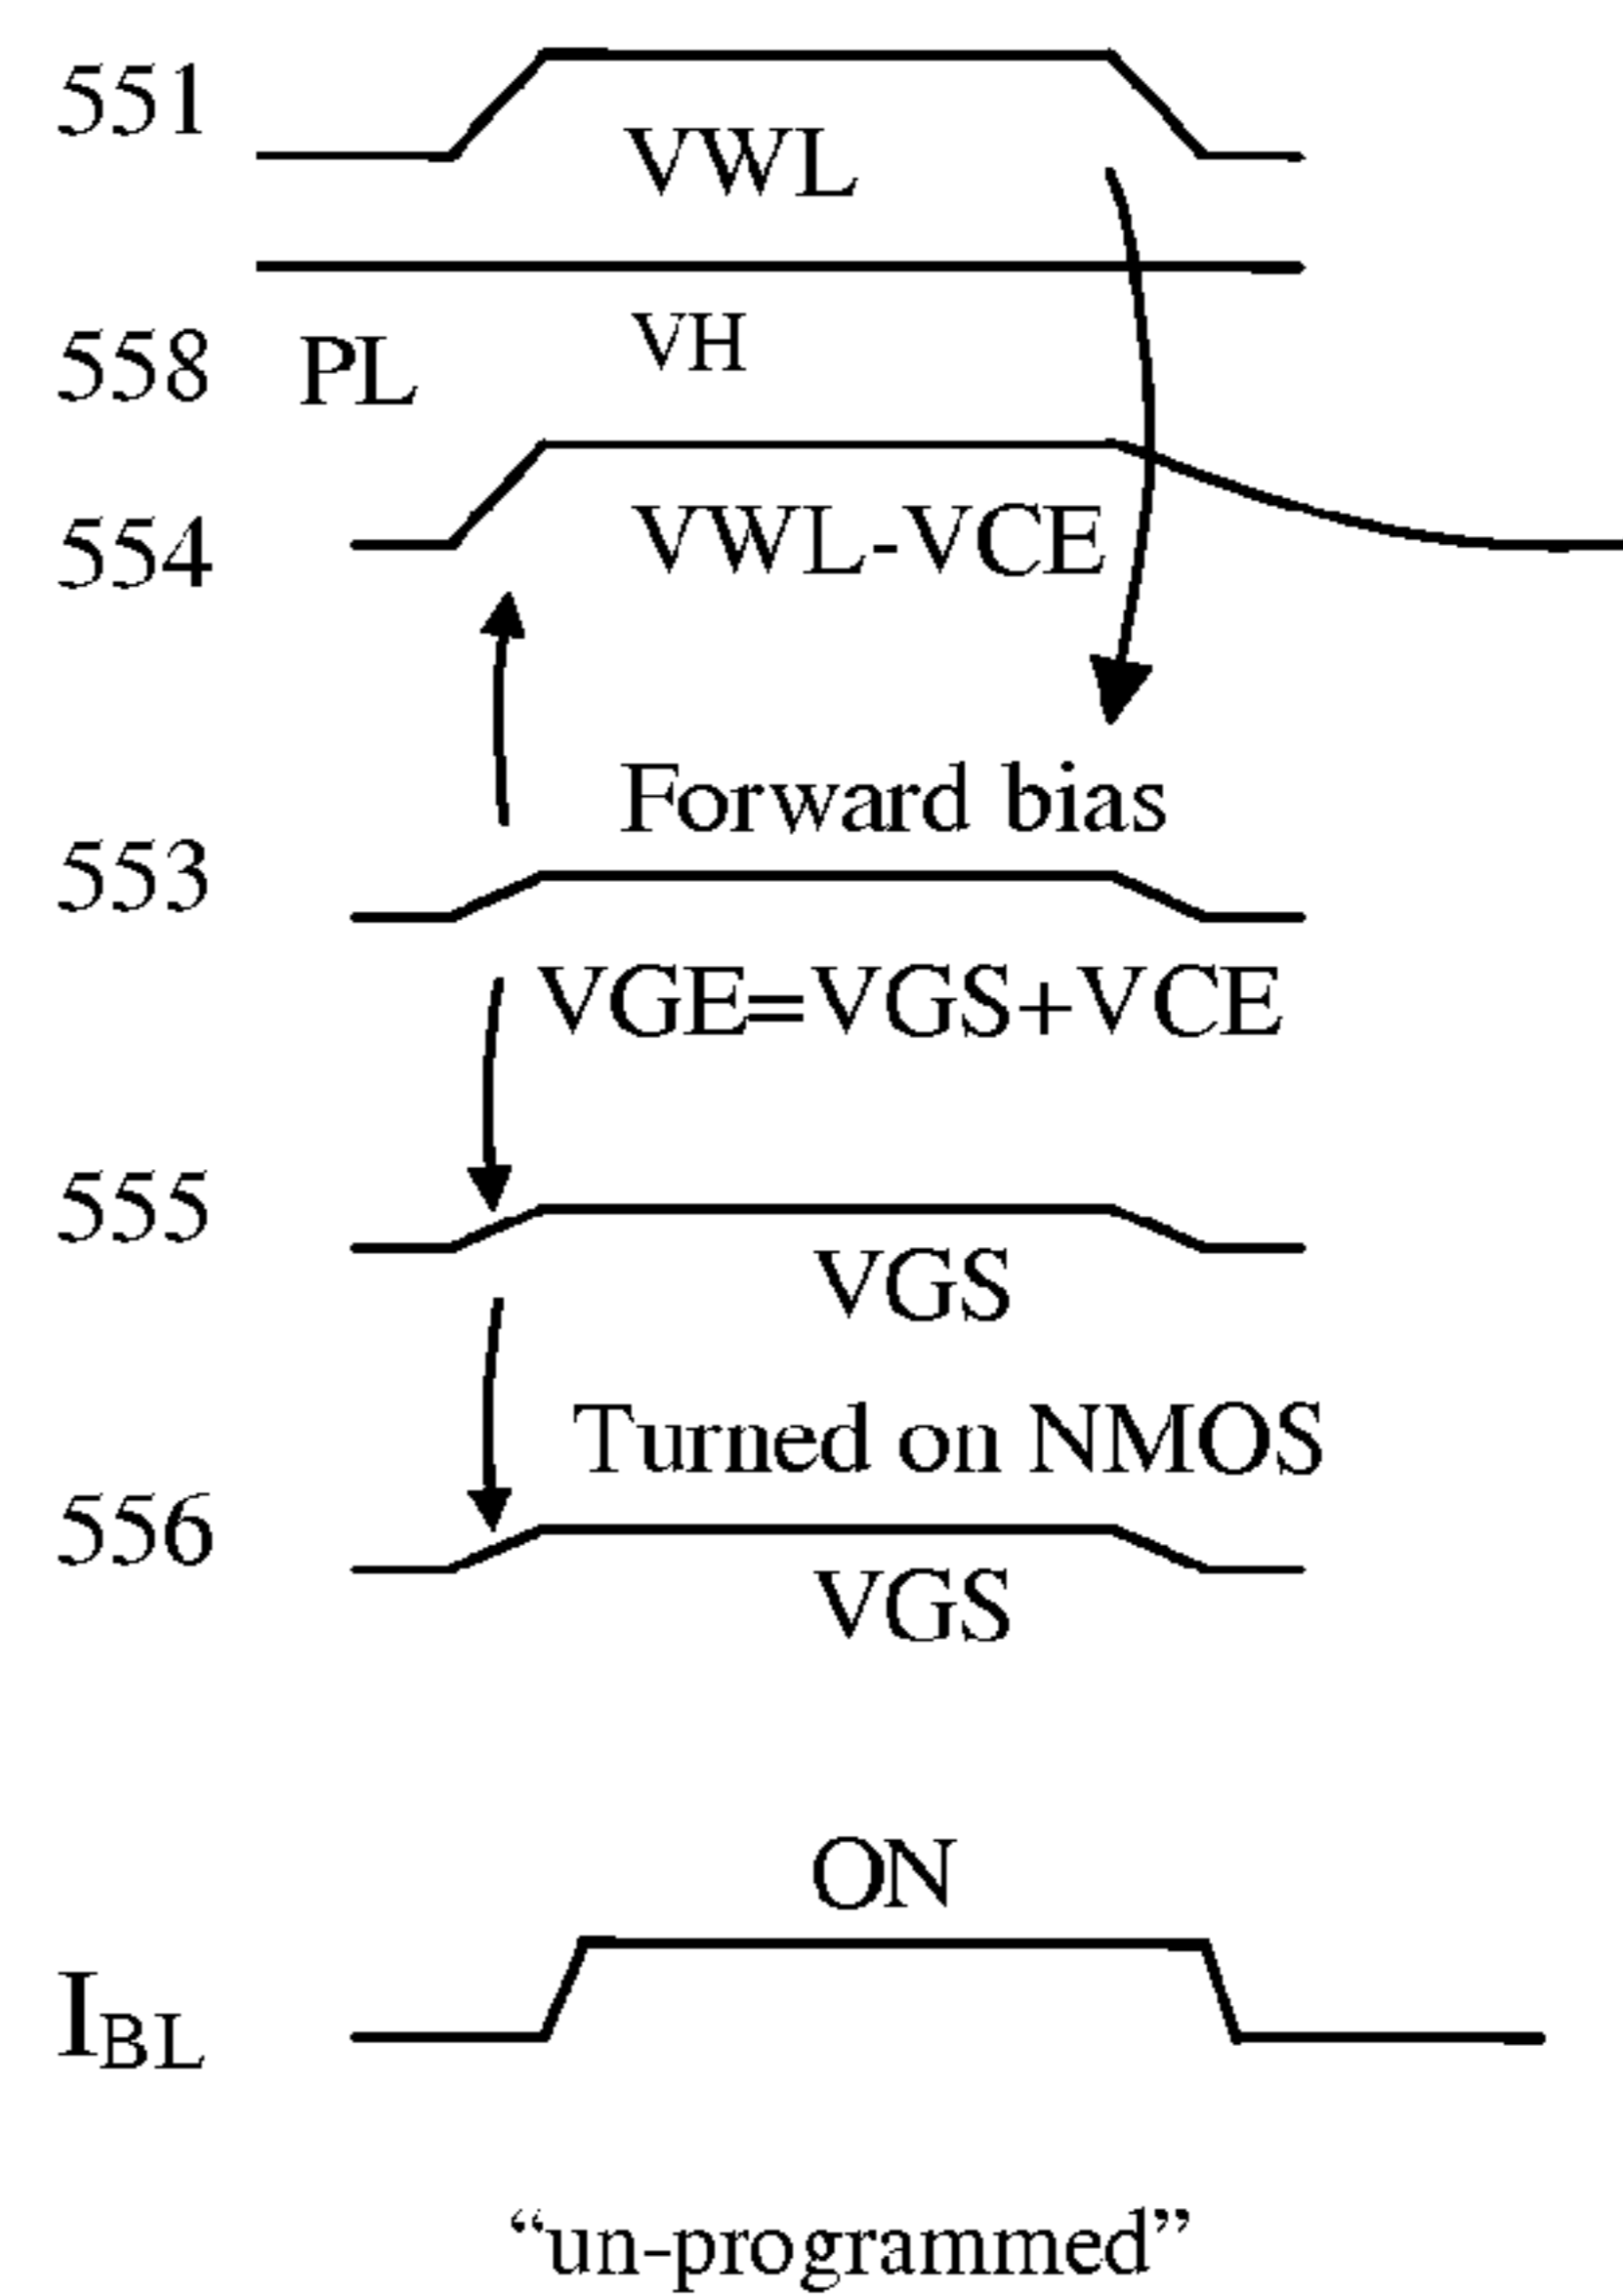 551
VWL
558 PL VH
554 VWL-VCE
Forward bias
553
VGE=VGS+VCE
555
VGS
Turned on NMOS
556
VGS
ON
IBL
“un-programmed”